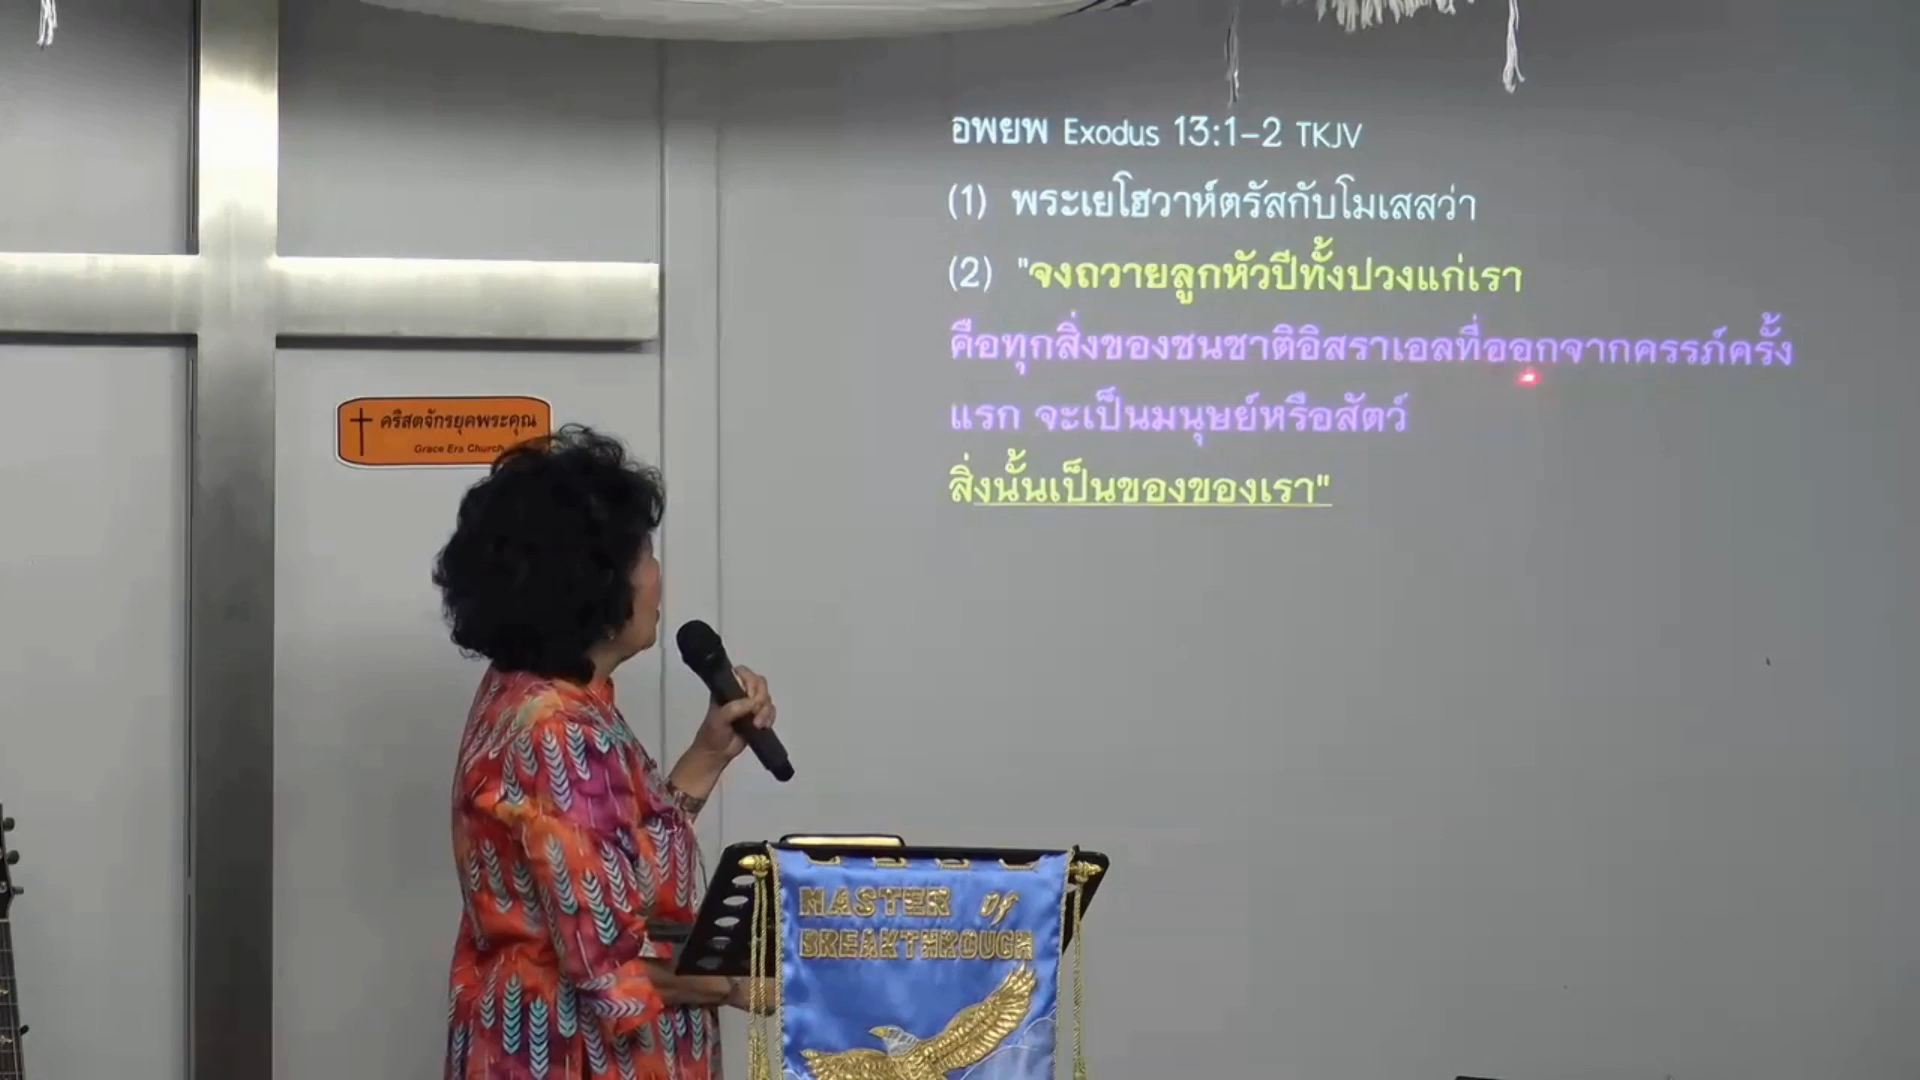 อพยพ Exodus 13:1-2 TKJV
(1) พระเยโฮวาห์ตรัสกับโมเสสว่า
(2) "จงถวายลูกหัวปีทั้งปวงแก่เรา
คือทุกสิ่งของชนชาติอิสราเอลที่ออกจากครรภ์ครั้ง
แรก จะเป็นมนุษย์หรือสัตว์
สิ่งนั้นเป็นของของเรา"
คริสตจักรยุคพระคุณ
Grace Era Church
MASTER of
BREAKTHROUGH